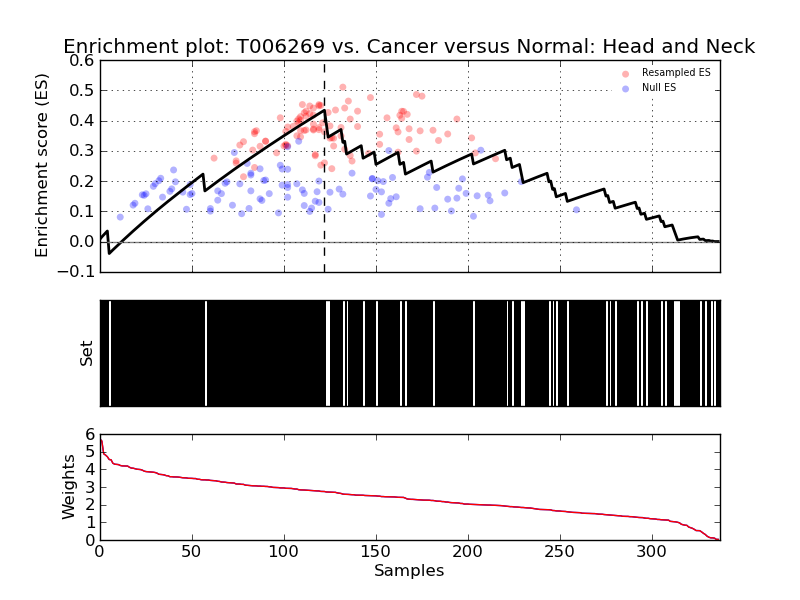 Enrichment plot: T006269 vs. Cancer versus Normal: Head and Neck
Enrichment score (ES)
0.6
0.5
0.4
0.3
0.2
0.1
0.0
−0.1
Resampled ES
Null ES
Set
Weights
6
5
4
3
2
1
0
0 50 100 150 200 250 300
Samples